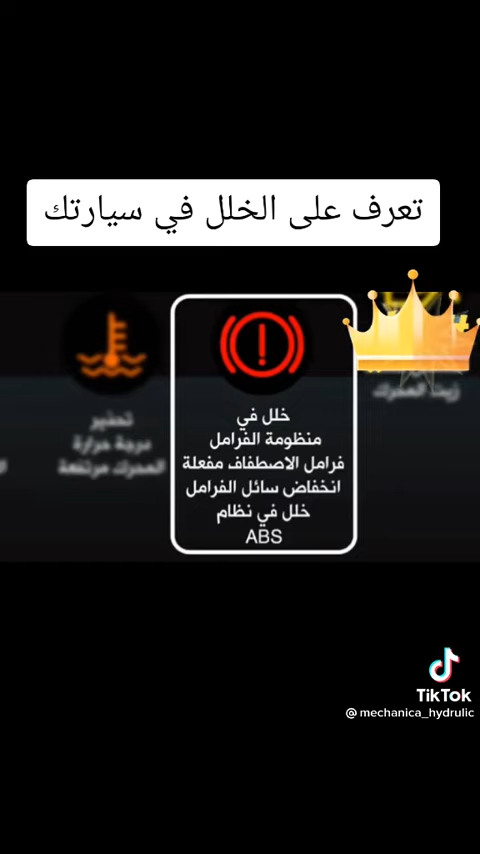 تعرف على الخلل في سيارتك
خلل في
منظومة الفرامل
فرامل الاصطفاف مفعلة
انخفاض سائل الفرامل
خلل في نظام
ABS
زيت المحرك
تحذير
درجة حرارة
المحرك مرتفعة
TikTok
@mechanica_hydrulic